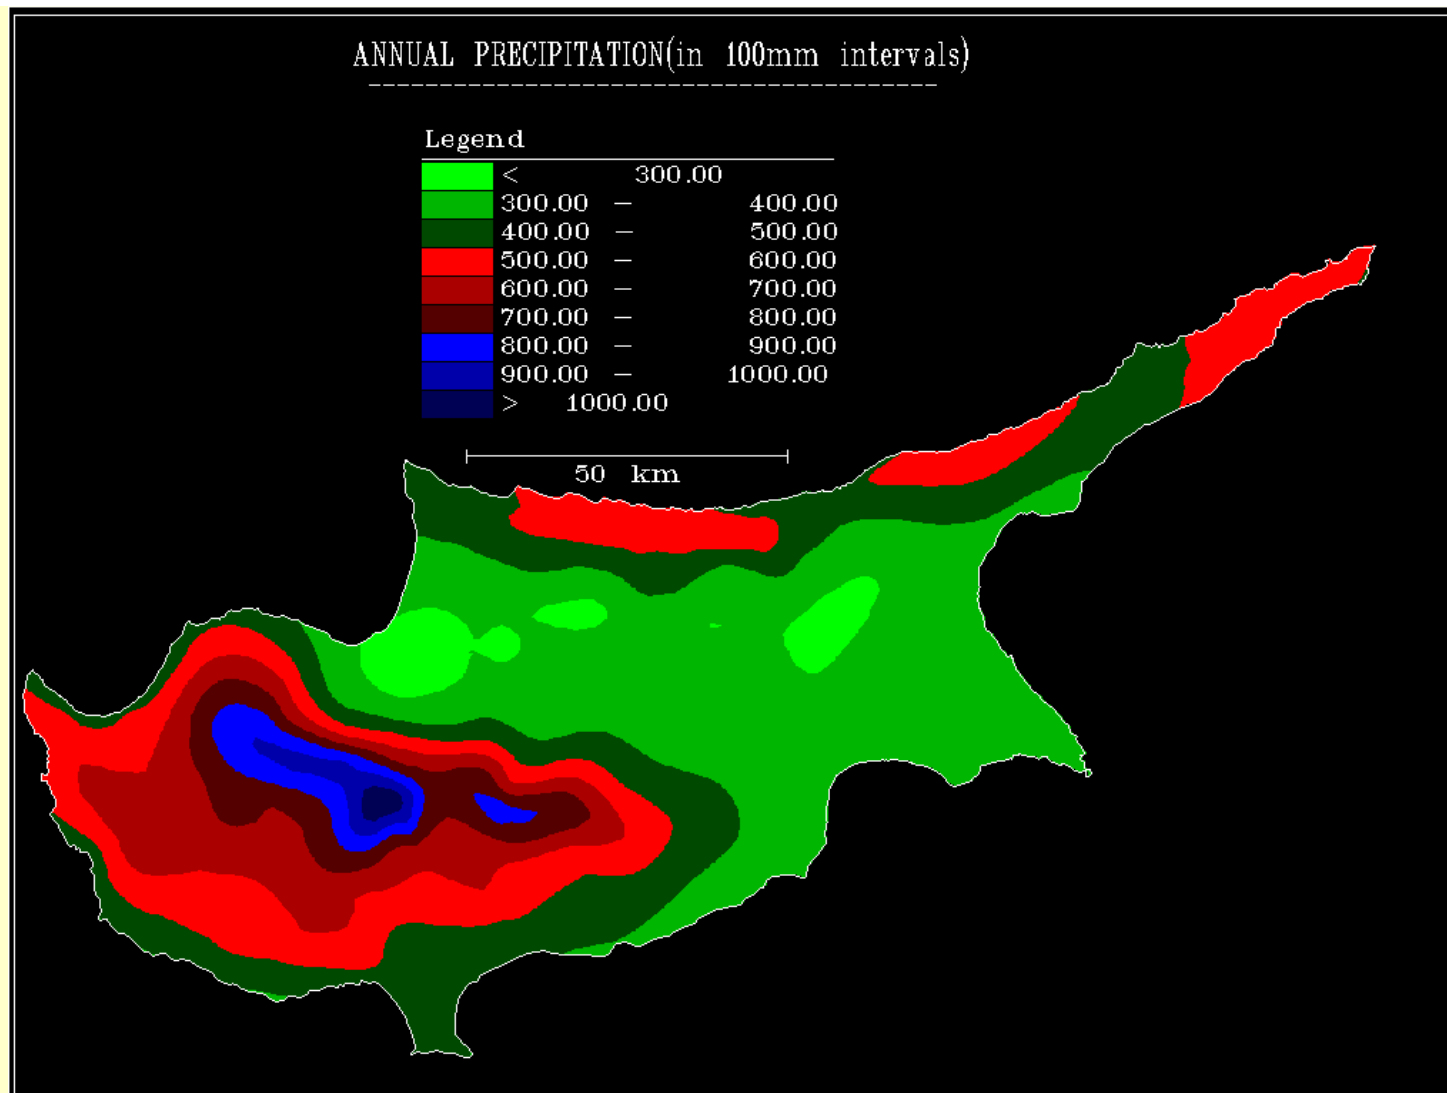 ANNUAL PRECIPITATION(in 100mm intervals)
Legend
< 300.00
300.00 – 400.00
400.00 – 500.00
500.00 – 600.00
600.00 – 700.00
700.00 – 800.00
800.00 – 900.00
900.00 – 1000.00
> 1000.00
50 km